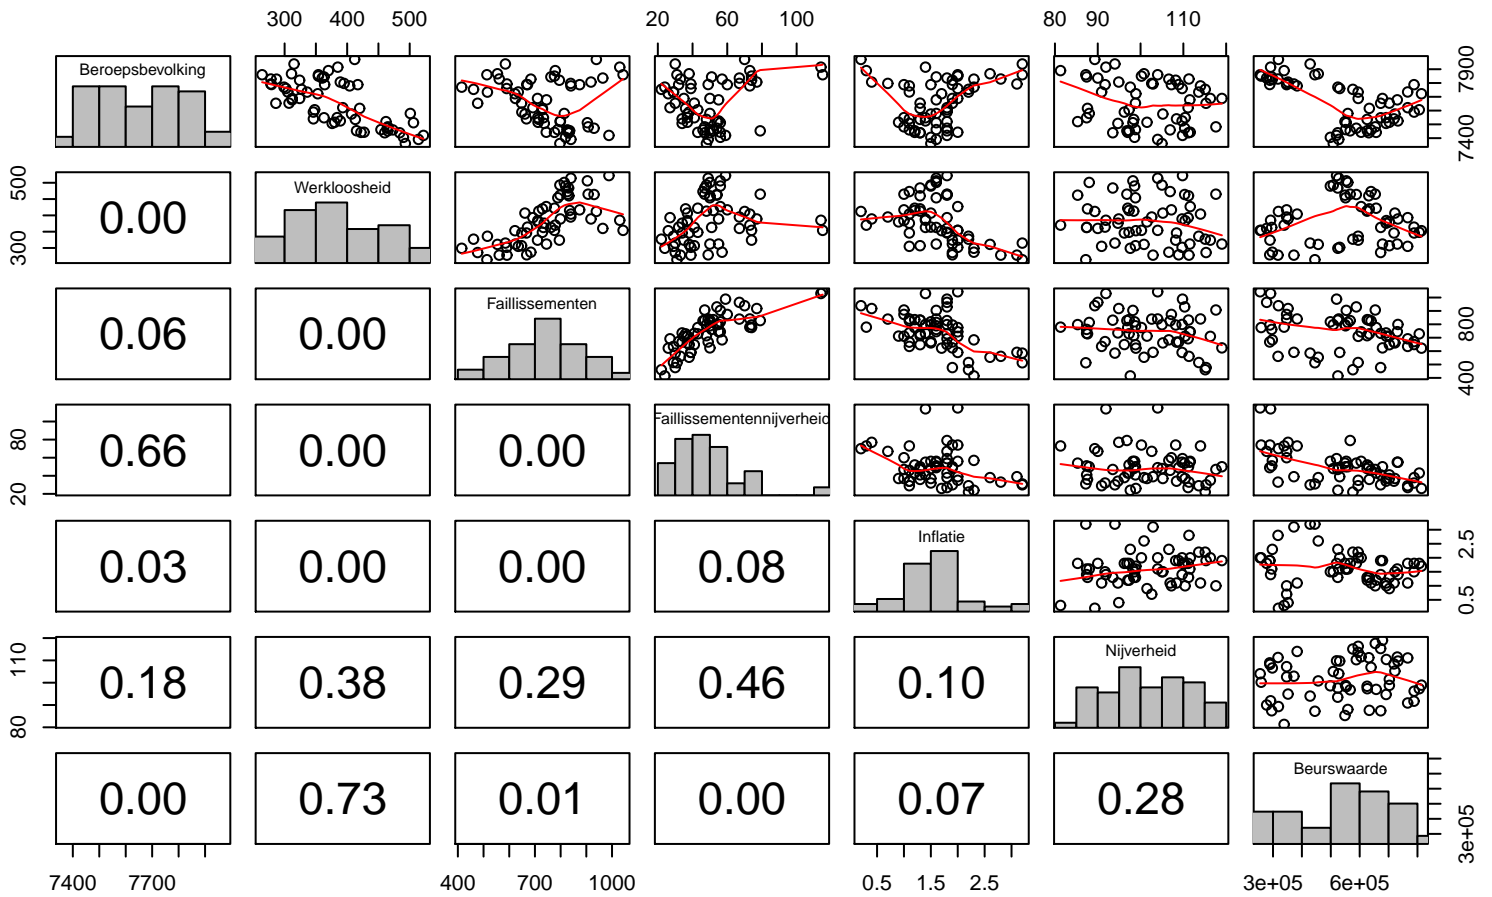 300 400 500 20 60 100 80 90 110
Beroepsbevolking
7400 7900
300 500
0.00
Werkloosheid
0.06 0.00
Faillissementen
400 800
20 80
0.66 0.00 0.00
Faillissementennijverheid
0.03 0.00 0.00 0.08
Inflatie
0.5 2.5
80 110
0.18 0.38 0.29 0.46 0.10
Nijverheid
0.00 0.73 0.01 0.00 0.07 0.28
Beurswaarde
3e+05
7400 7700 400 700 1000 0.5 1.5 2.5 3e+05 6e+05